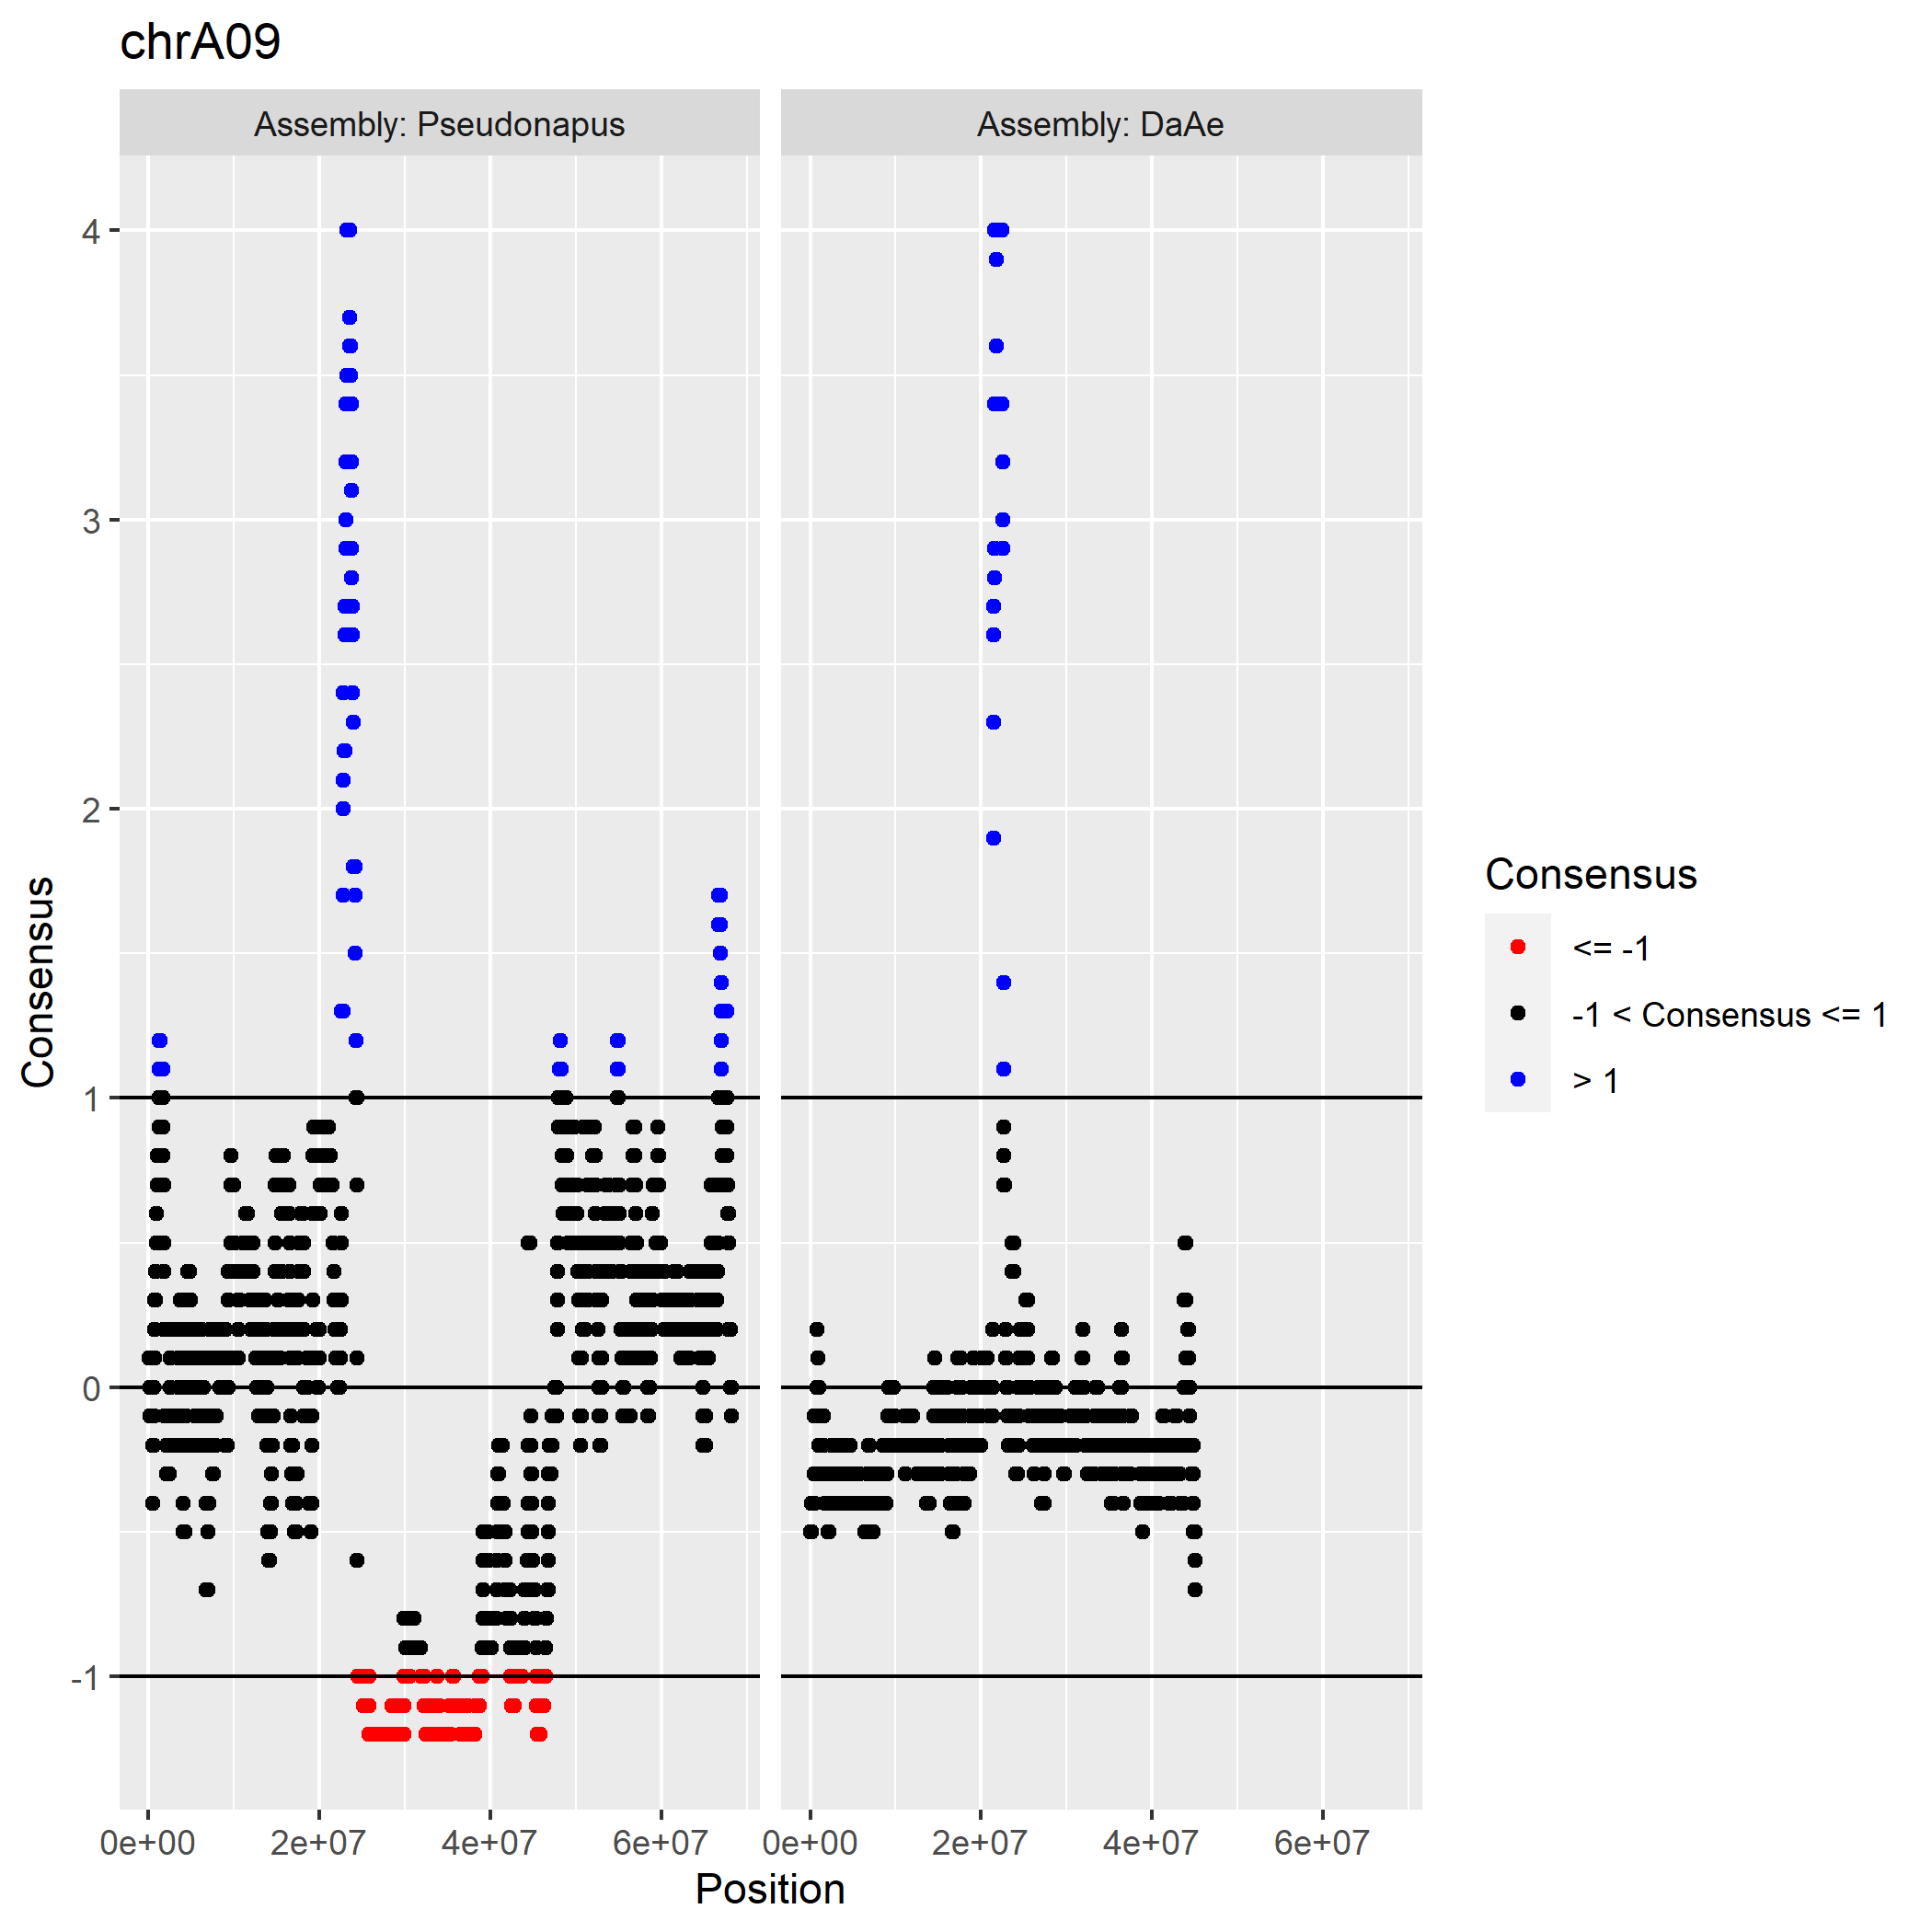 chrA09
Assembly: Pseudonapus
Assembly: DaAe
4
3
2
1
0
-1
Consensus
0e+00
2e+07
4e+07
6e+07
0e+00
2e+07
4e+07
6e+07
Position
Consensus
<= -1
-1 < Consensus <= 1
> 1